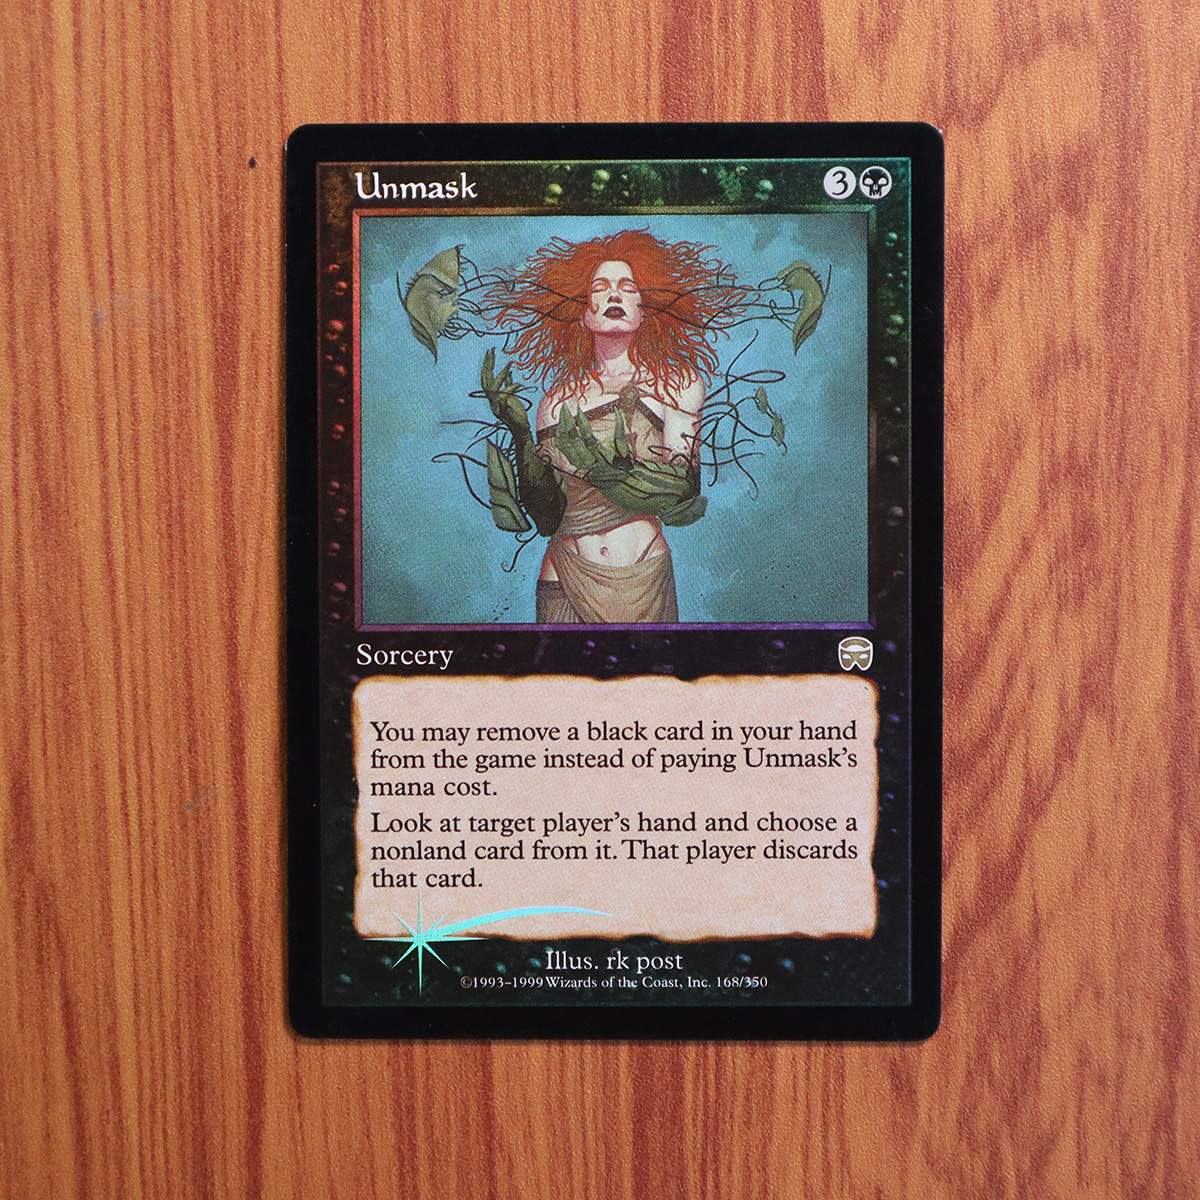 Unmask 3
Sorcery
You may remove a black card in your hand
from the game instead of paying Unmask's
mana cost.
Look at target player's hand and choose a
nonland card from it. That player discards
that card.
Illus. rk post
©1993–1999 Wizards of the Coast, Inc. 168/350